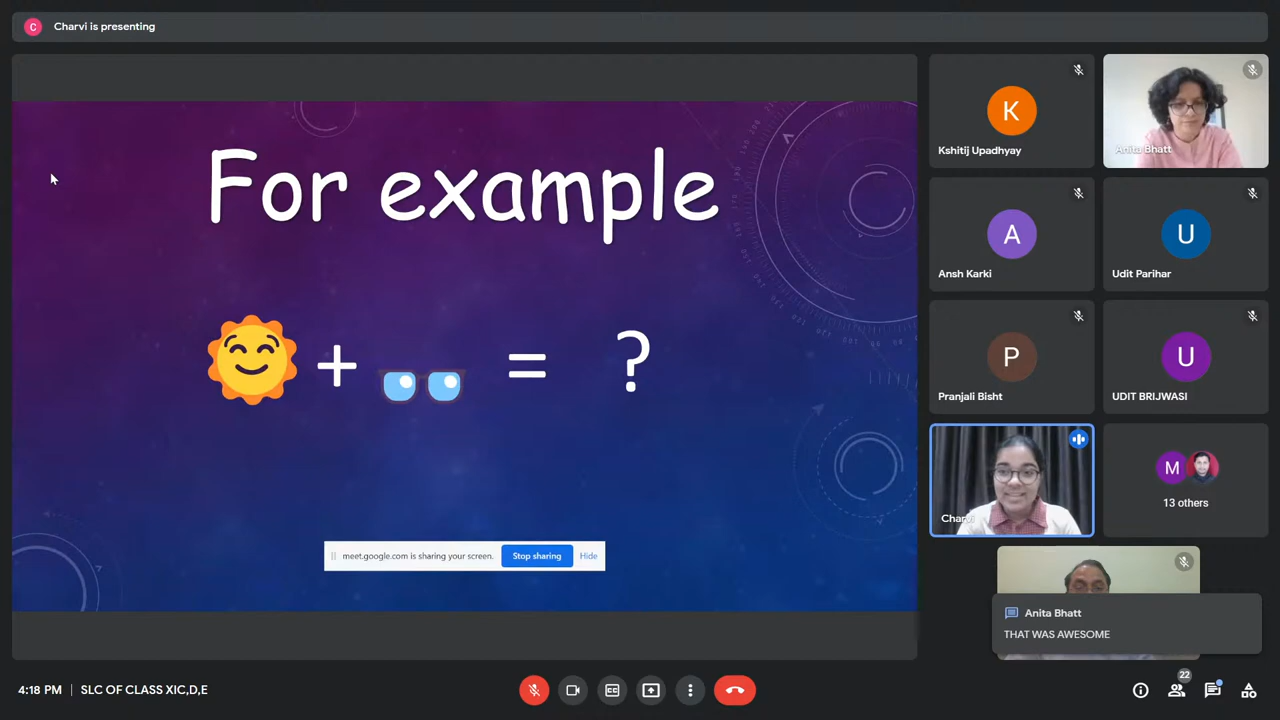 C
Charvi is presenting
For example
+ = ?
meet.google.com is sharing your screen. Stop sharing Hide
K
Kshitij Upadhyay
Anita Bhatt
A
Ansh Karki
U
Udit Parihar
P
Pranjali Bisht
U
UDIT BRIJWASI
Charvi
M
13 others
Anita Bhatt
THAT WAS AWESOME
4:18 PM | SLC OF CLASS XIC,D,E
22